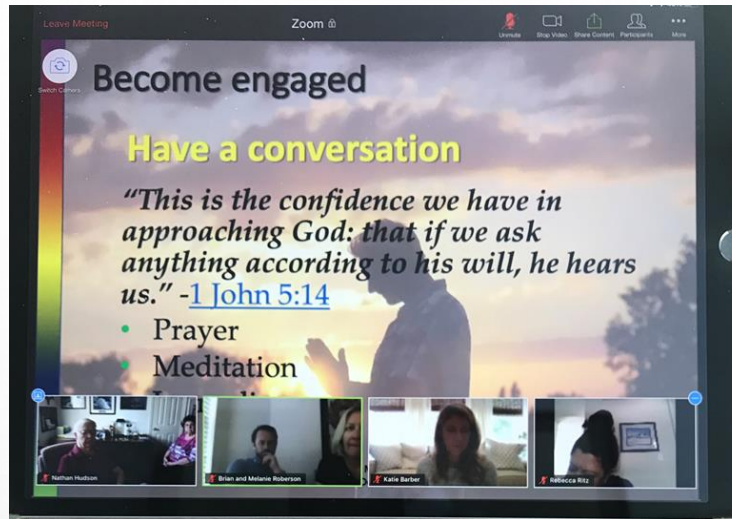 Leave Meeting
Zoom
Unmute
Stop Video
Share Content
Participants
More
Switch Camera
Become engaged
Have a conversation
“This is the confidence we have in
approaching God: that if we ask
anything according to his will, he hears
us.” -1 John 5:14
• Prayer
• Meditation
Nathan Hudson
Brian and Melanie Roberson
Katie Barber
Rebecca Ritz